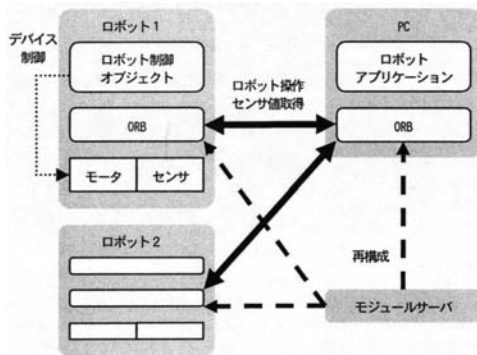 デバイス
制御
ロボット1
ロボット制御
オブジェクト
ORB
モータ
センサ
ロボット操作
センサ値取得
PC
ロボット
アプリケーション
ORB
ロボット2
再構成
モジュールサーバ